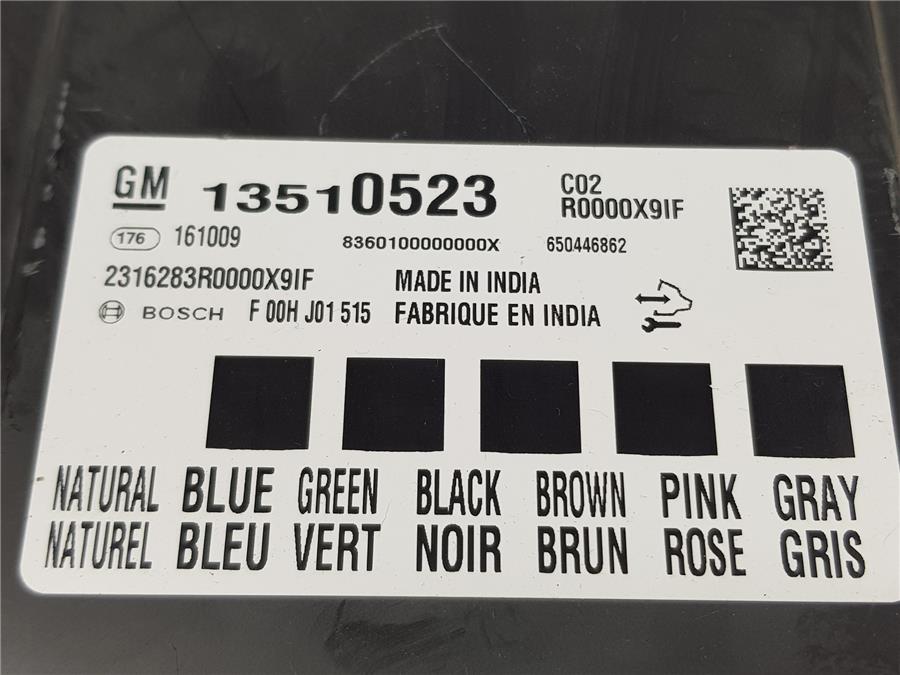 GM 13510523 C02
R0000X9IF
176 161009 8360100000000X 650446862
2316283R0000X9IF MADE IN INDIA
BOSCH F 00H J01 515 FABRIQUE EN INDIA
NATURAL BLUE GREEN BLACK BROWN PINK GRAY
NATUREL BLEU VERT NOIR BRUN ROSE GRIS